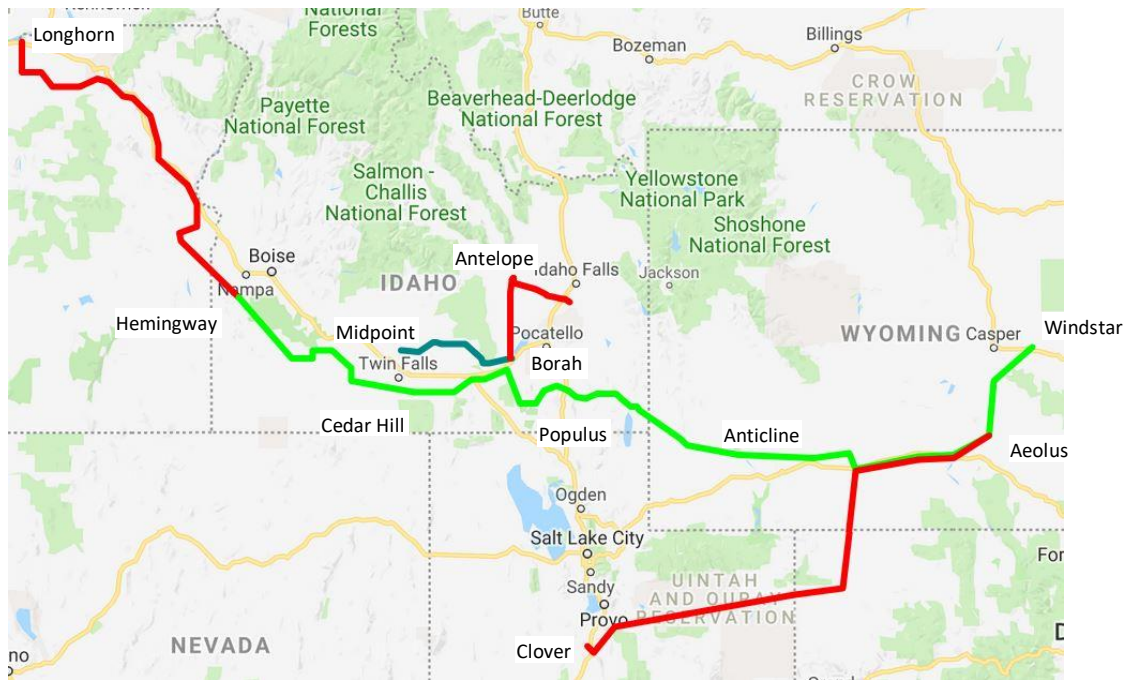 National
Forests
Butte
Longhorn
Bozeman
Billings
CROW
RESERVATION
Payette
National Forest
Beaverhead-Deerlodge
National Forest
Salmon -
Challis
National Forest
Yellowstone
National Park
Shoshone
National Forest
Boise
Antelope
Idaho Falls
Jackson
IDAHO
Nampa
Hemingway
Midpoint
Pocatello
WYOMING
Casper
Windstar
Twin Falls
Borah
Cedar Hill
Populus
Anticline
Aeolus
Ogden
Salt Lake City
Sandy
Provo
UINTAH
AND OURAY
RESERVATION
For
NEVADA
Clover
D
no